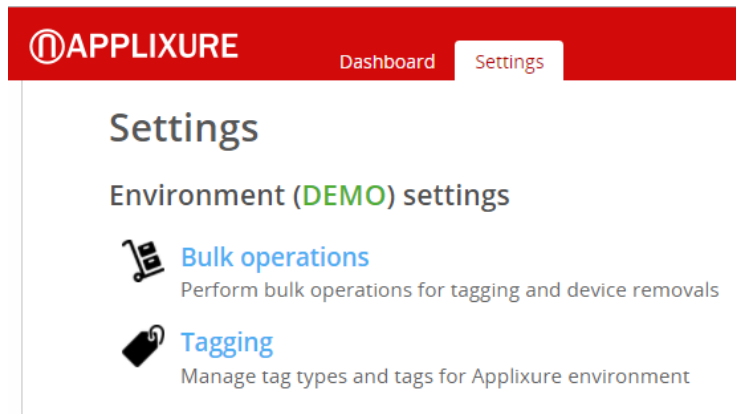 APPLIXURE
Dashboard Settings
Settings
Environment (DEMO) settings
Bulk operations
Perform bulk operations for tagging and device removals
Tagging
Manage tag types and tags for Applixure environment